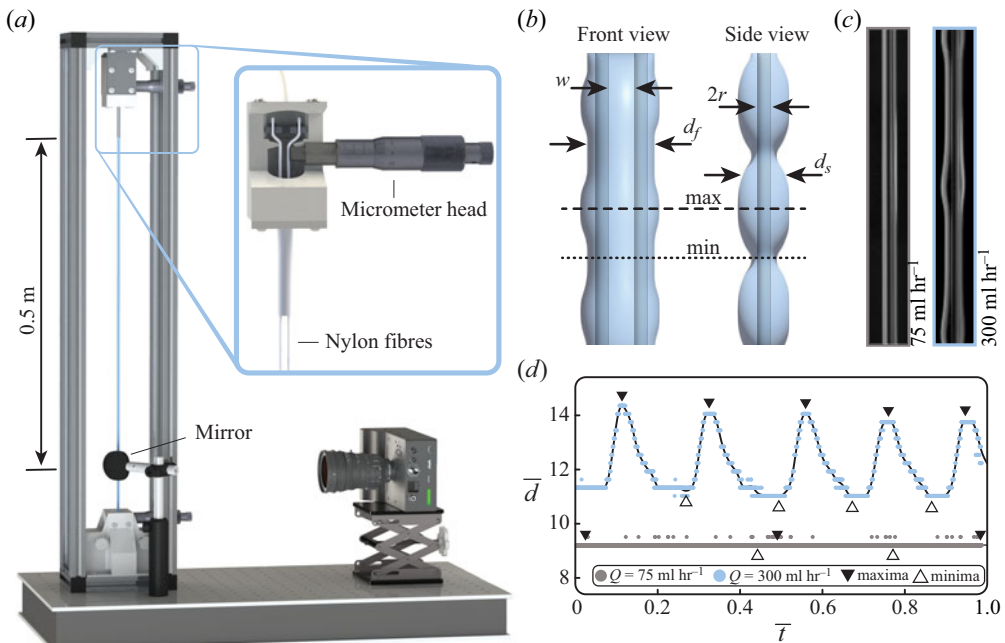 (a)
0.5 m
Micrometer head
Nylon fibres
Mirror
(b)
Front view
Side view
w
2r
d_f
d_s
max
min
(c)
75 ml hr⁻¹
300 ml hr⁻¹
(d)
14
12
10
8
d̅
0 0.2 0.4 0.6 0.8 1.0
t̅
Q = 75 ml hr⁻¹ Q = 300 ml hr⁻¹ maxima minima